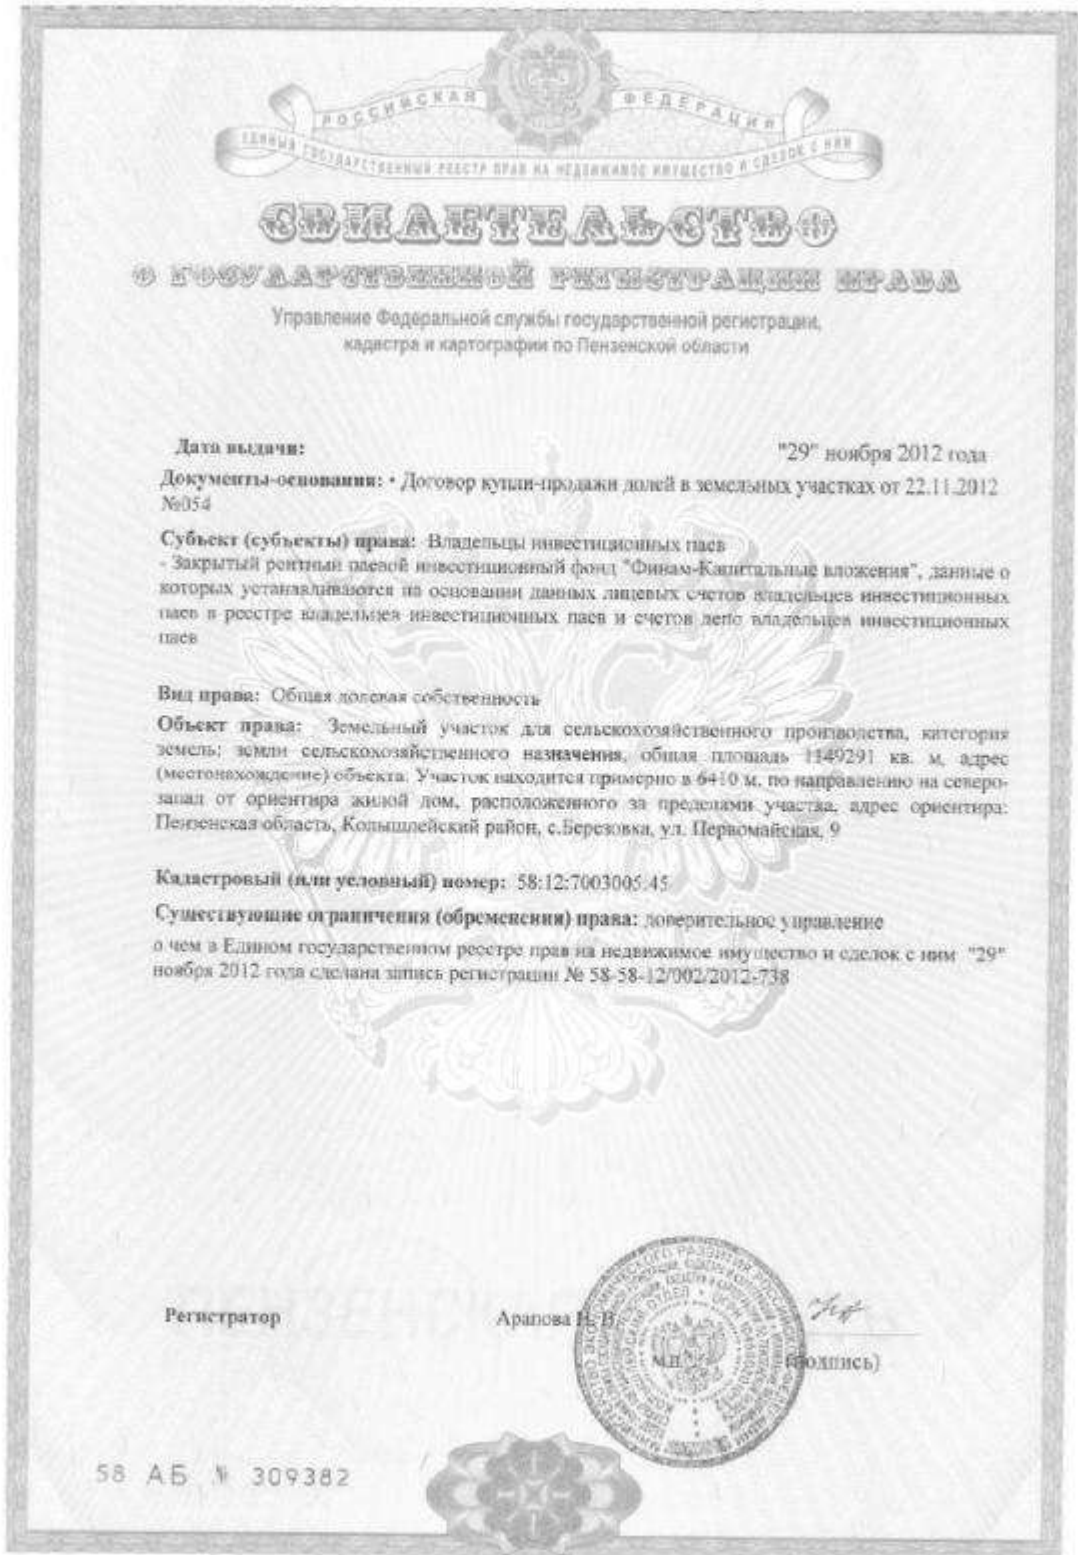 РОССИЙСКАЯ ФЕДЕРАЦИЯ
ЕДИНЫЙ ГОСУДАРСТВЕННЫЙ РЕЕСТР ПРАВ НА НЕДВИЖИМОЕ ИМУЩЕСТВО И СДЕЛОК С НИМ
СВИДЕТЕЛЬСТВО
О ГОСУДАРСТВЕННОЙ РЕГИСТРАЦИИ ПРАВА
Управление Федеральной службы государственной регистрации,
кадастра и картографии по Пензенской области
Дата выдачи: "29" ноября 2012 года
Документы-основания: • Договор купли-продажи долей в земельных участках от 22.11.2012
№054
Субъект (субъекты) права: Владельцы инвестиционных паев
- Закрытый рентный паевой инвестиционный фонд "Финам-Капитальные вложения", данные о
которых устанавливаются на основании данных лицевых счетов владельцев инвестиционных
паев в реестре владельцев инвестиционных паев и счетов депо владельцев инвестиционных
паев
Вид права: Общая долевая собственность
Объект права: Земельный участок для сельскохозяйственного производства, категория
земель: земли сельскохозяйственного назначения, общая площадь 1149291 кв. м, адрес
(местонахождение) объекта: Участок находится примерно в 6410 м, по направлению на северо-
запад от ориентира жилой дом, расположенного за пределами участка, адрес ориентира:
Пензенская область, Колышлейский район, с.Березовка, ул. Первомайская, 9
Кадастровый (или условный) номер: 58:12:7003005:45
Существующие ограничения (обременения) права: доверительное управление
о чем в Едином государственном реестре прав на недвижимое имущество и сделок с ним "29"
ноября 2012 года сделана запись регистрации № 58-58-12/002/2012-738
Регистратор Арапова Н. В.
М.П. (подпись)
58 АБ № 309382